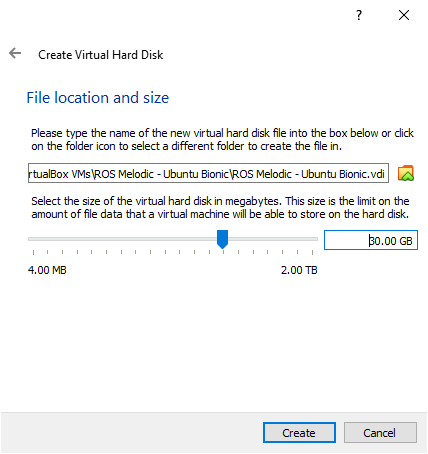 ?
Create Virtual Hard Disk
File location and size
Please type the name of the new virtual hard disk file into the box below or click
on the folder icon to select a different folder to create the file in.
rtualBox VMs\ROS Melodic - Ubuntu Bionic\ROS Melodic - Ubuntu Bionic.vdi
Select the size of the virtual hard disk in megabytes. This size is the limit on the
amount of file data that a virtual machine will be able to store on the hard disk.
30.00 GB
4.00 MB 2.00 TB
Create Cancel